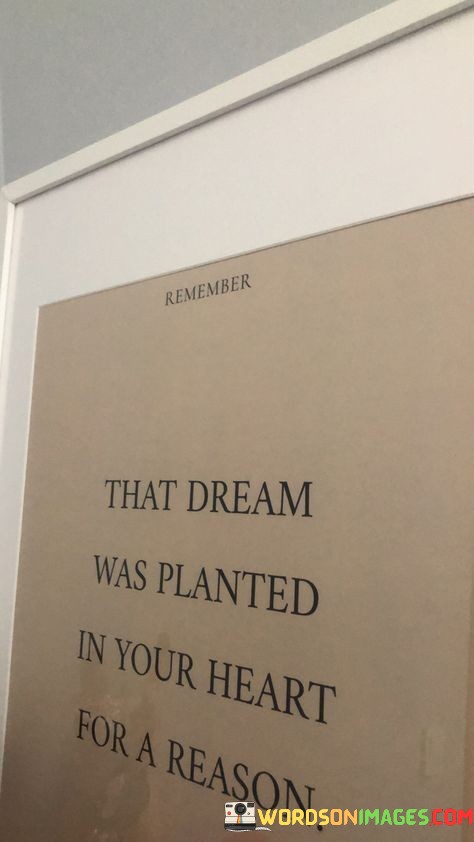 REMEMBER
THAT DREAM
WAS PLANTED
IN YOUR HEART
FOR A REASON.
WORDSONIMAGES.COM